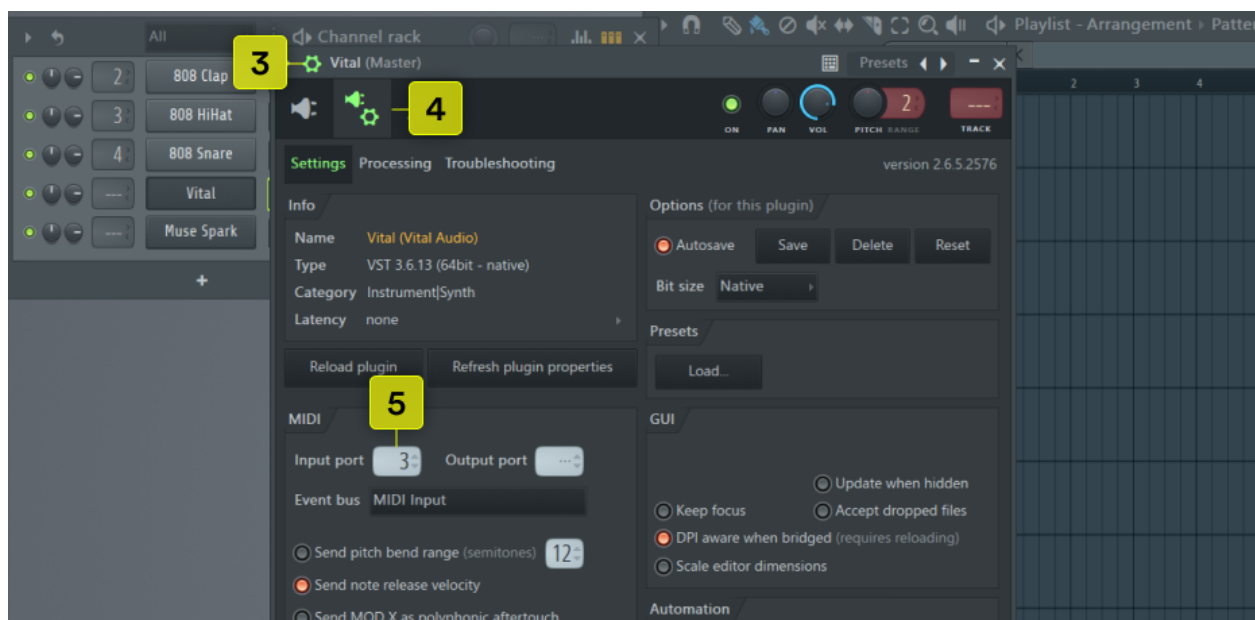 All
Channel rack
Playlist - Arrangement › Patter
3
Vital (Master)
Presets
2
3
4
2
808 Clap
4
2
ON
PAN
VOL
PITCH RANGE
TRACK
3
808 HiHat
4
808 Snare
Settings
Processing
Troubleshooting
version 2.6.5.2576
---
Vital
Info
Options (for this plugin)
---
Muse Spark
Name
Vital (Vital Audio)
Autosave
Save
Delete
Reset
Type
VST 3.6.13 (64bit - native)
+
Category
Instrument|Synth
Bit size
Native
Latency
none
Presets
Reload plugin
Refresh plugin properties
Load...
5
MIDI
GUI
Input port
3
Output port
---
Update when hidden
Event bus
MIDI Input
Keep focus
Accept dropped files
DPI aware when bridged (requires reloading)
Send pitch bend range (semitones)
12
Scale editor dimensions
Send note release velocity
Automation
Send MOD X as polyphonic aftertouch